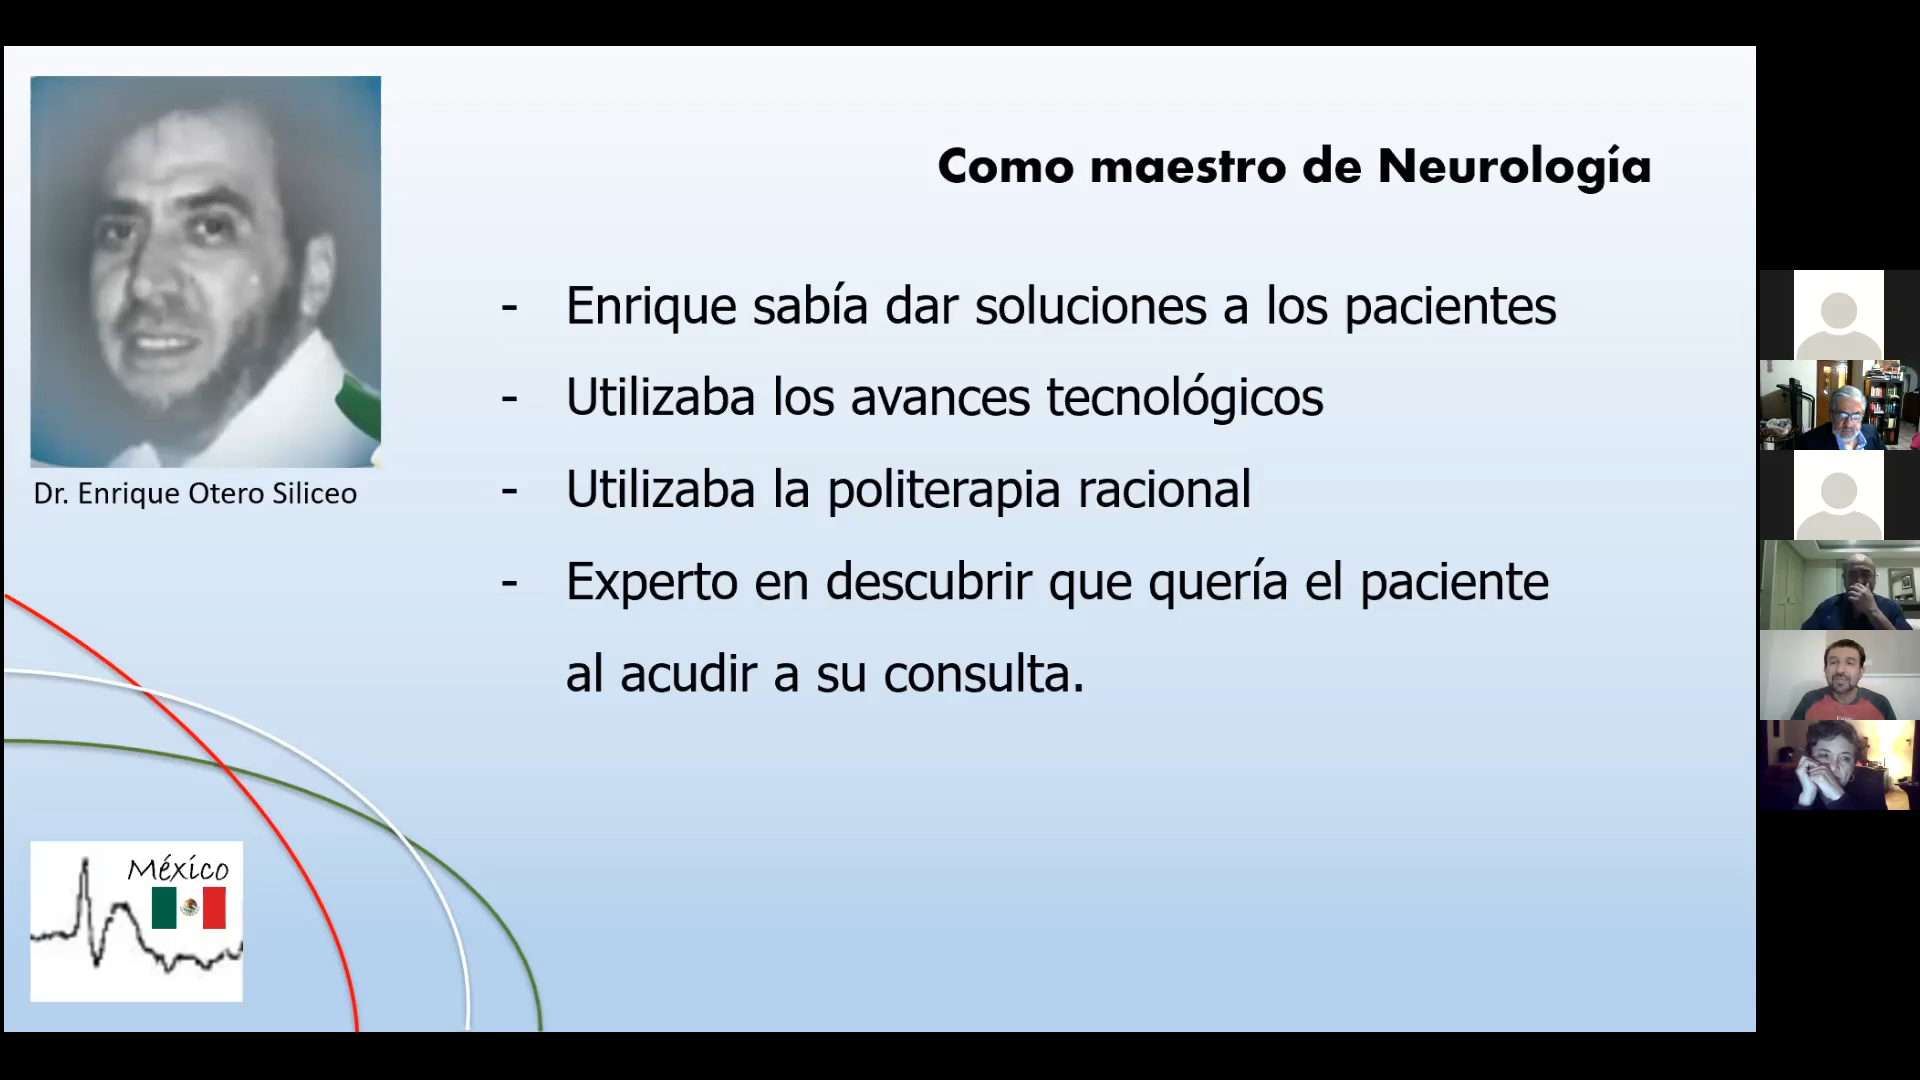 Como maestro de Neurología
- Enrique sabía dar soluciones a los pacientes
- Utilizaba los avances tecnológicos
- Utilizaba la politerapia racional
- Experto en descubrir que quería el paciente
al acudir a su consulta.
Dr. Enrique Otero Siliceo
México